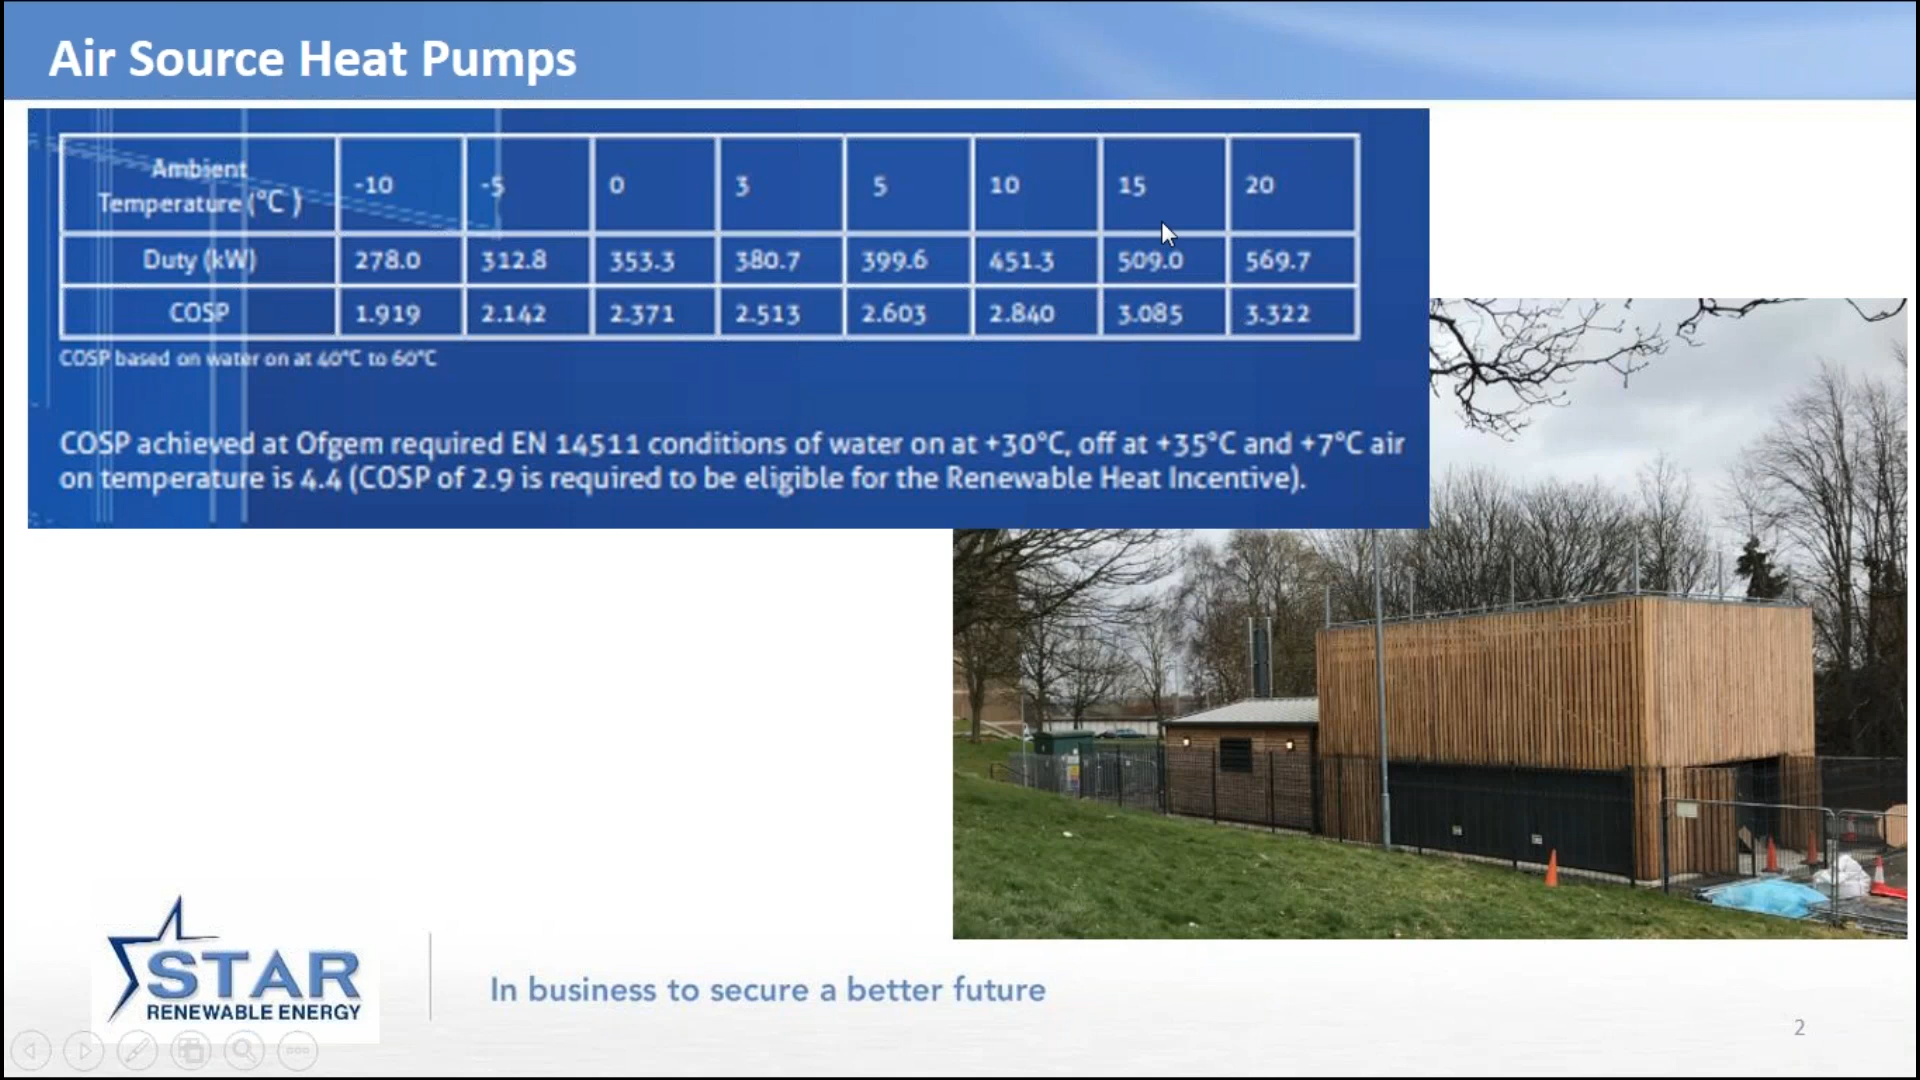 Air Source Heat Pumps
Ambient
Temperature (°C )
-10
-5
0
3
5
10
15
20
Duty (kW)
278.0
312.8
353.3
380.7
399.6
451.3
509.0
569.7
COSP
1.919
2.142
2.371
2.513
2.603
2.840
3.085
3.322
COSP based on water on at 40°C to 60°C
COSP achieved at Ofgem required EN 14511 conditions of water on at +30°C, off at +35°C and +7°C air
on temperature is 4.4 (COSP of 2.9 is required to be eligible for the Renewable Heat Incentive).
STAR
RENEWABLE ENERGY
In business to secure a better future
2